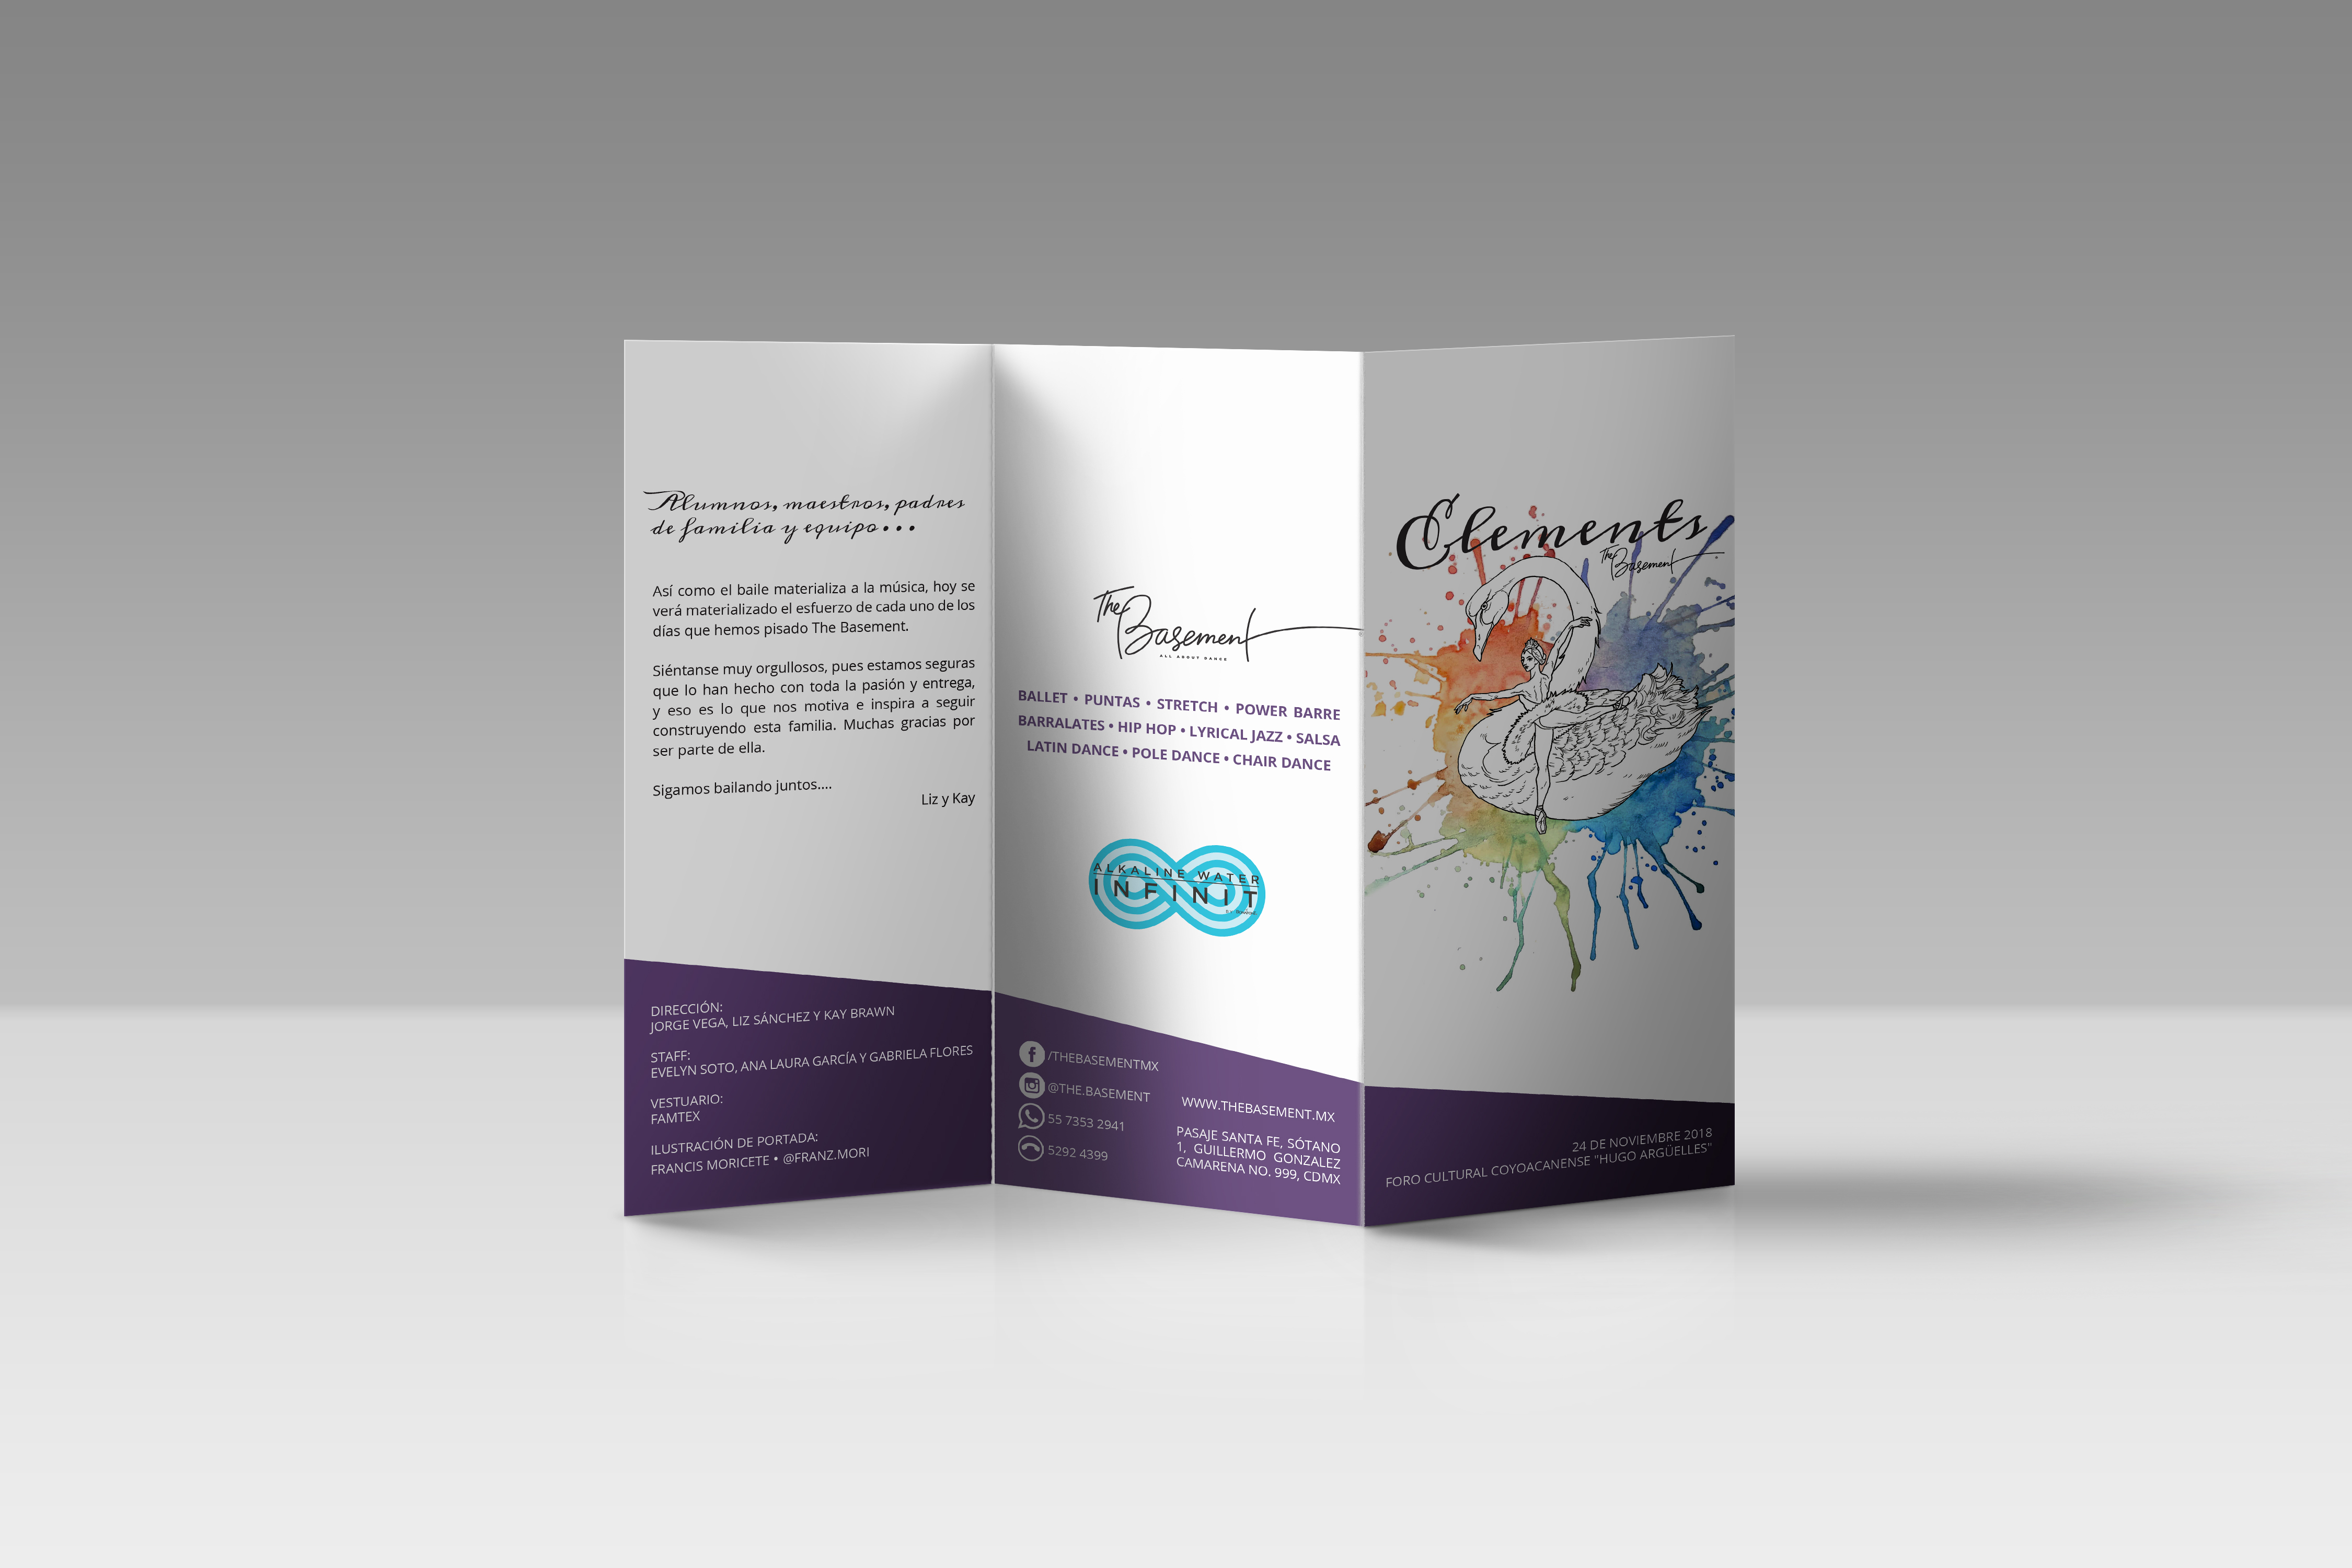 Alumnos, maestros, padres
de familia y equipo...
Así como el baile materializa a la música, hoy se
verá materializado el esfuerzo de cada uno de los
días que hemos pisado The Basement.
Siéntanse muy orgullosos, pues estamos seguras
que lo han hecho con toda la pasión y entrega,
y eso es lo que nos motiva e inspira a seguir
construyendo esta familia. Muchas gracias por
ser parte de ella.
Sigamos bailando juntos....
Liz y Kay
DIRECCIÓN:
JORGE VEGA, LIZ SÁNCHEZ Y KAY BRAWN
STAFF:
EVELYN SOTO, ANA LAURA GARCÍA Y GABRIELA FLORES
VESTUARIO:
FAMTEX
ILUSTRACIÓN DE PORTADA:
FRANCIS MORICETE • @FRANZ.MORI
The
Basement
ALL ABOUT DANCE
BALLET • PUNTAS • STRETCH • POWER BARRE
BARRALATES • HIP HOP • LYRICAL JAZZ • SALSA
LATIN DANCE • POLE DANCE • CHAIR DANCE
ALKALINE WATER
INFINIT
/THEBASEMENTMX
@THE.BASEMENT
55 7353 2941
5292 4399
WWW.THEBASEMENT.MX
PASAJE SANTA FE, SÓTANO
1, GUILLERMO GONZALEZ
CAMARENA NO. 999, CDMX
Elements
The
Basement
24 DE NOVIEMBRE 2018
FORO CULTURAL COYOACANENSE "HUGO ARGÜELLES"